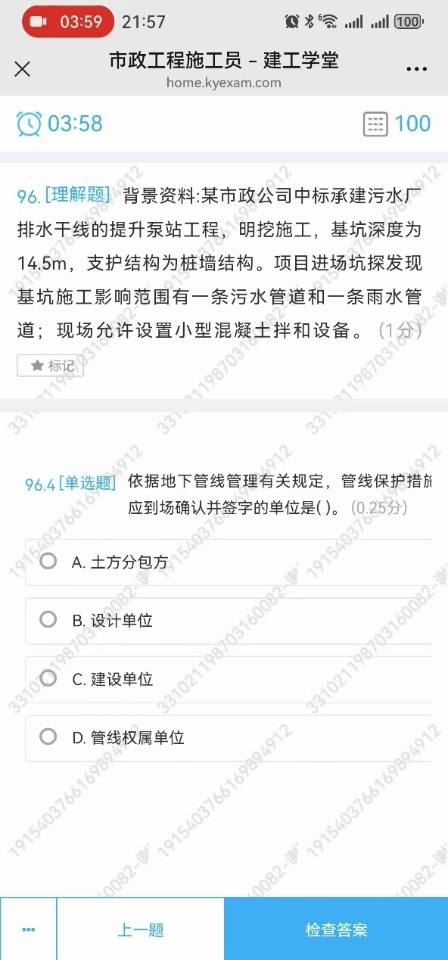 03:59 21:57 6 100
市政工程施工员 – 建工学堂
home.kyexam.com
03:58 100
96. [理解题] 背景资料:某市政公司中标承建污水厂
排水干线的提升泵站工程，明挖施工，基坑深度为
14.5m，支护结构为桩墙结构。项目进场坑探发现
基坑施工影响范围有一条污水管道和一条雨水管
道；现场允许设置小型混凝土拌和设备。(1分)
标记
96.4 [单选题] 依据地下管线管理有关规定，管线保护措施
应到场确认并签字的单位是( )。(0.25分)
A. 土方分包方
B. 设计单位
C. 建设单位
D. 管线权属单位
上一题 检查答案